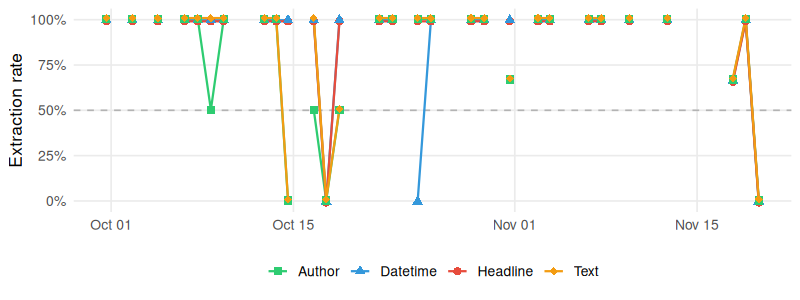 Extraction rate
100%
75%
50%
25%
0%
Oct 01 Oct 15 Nov 01 Nov 15
Author Datetime Headline Text